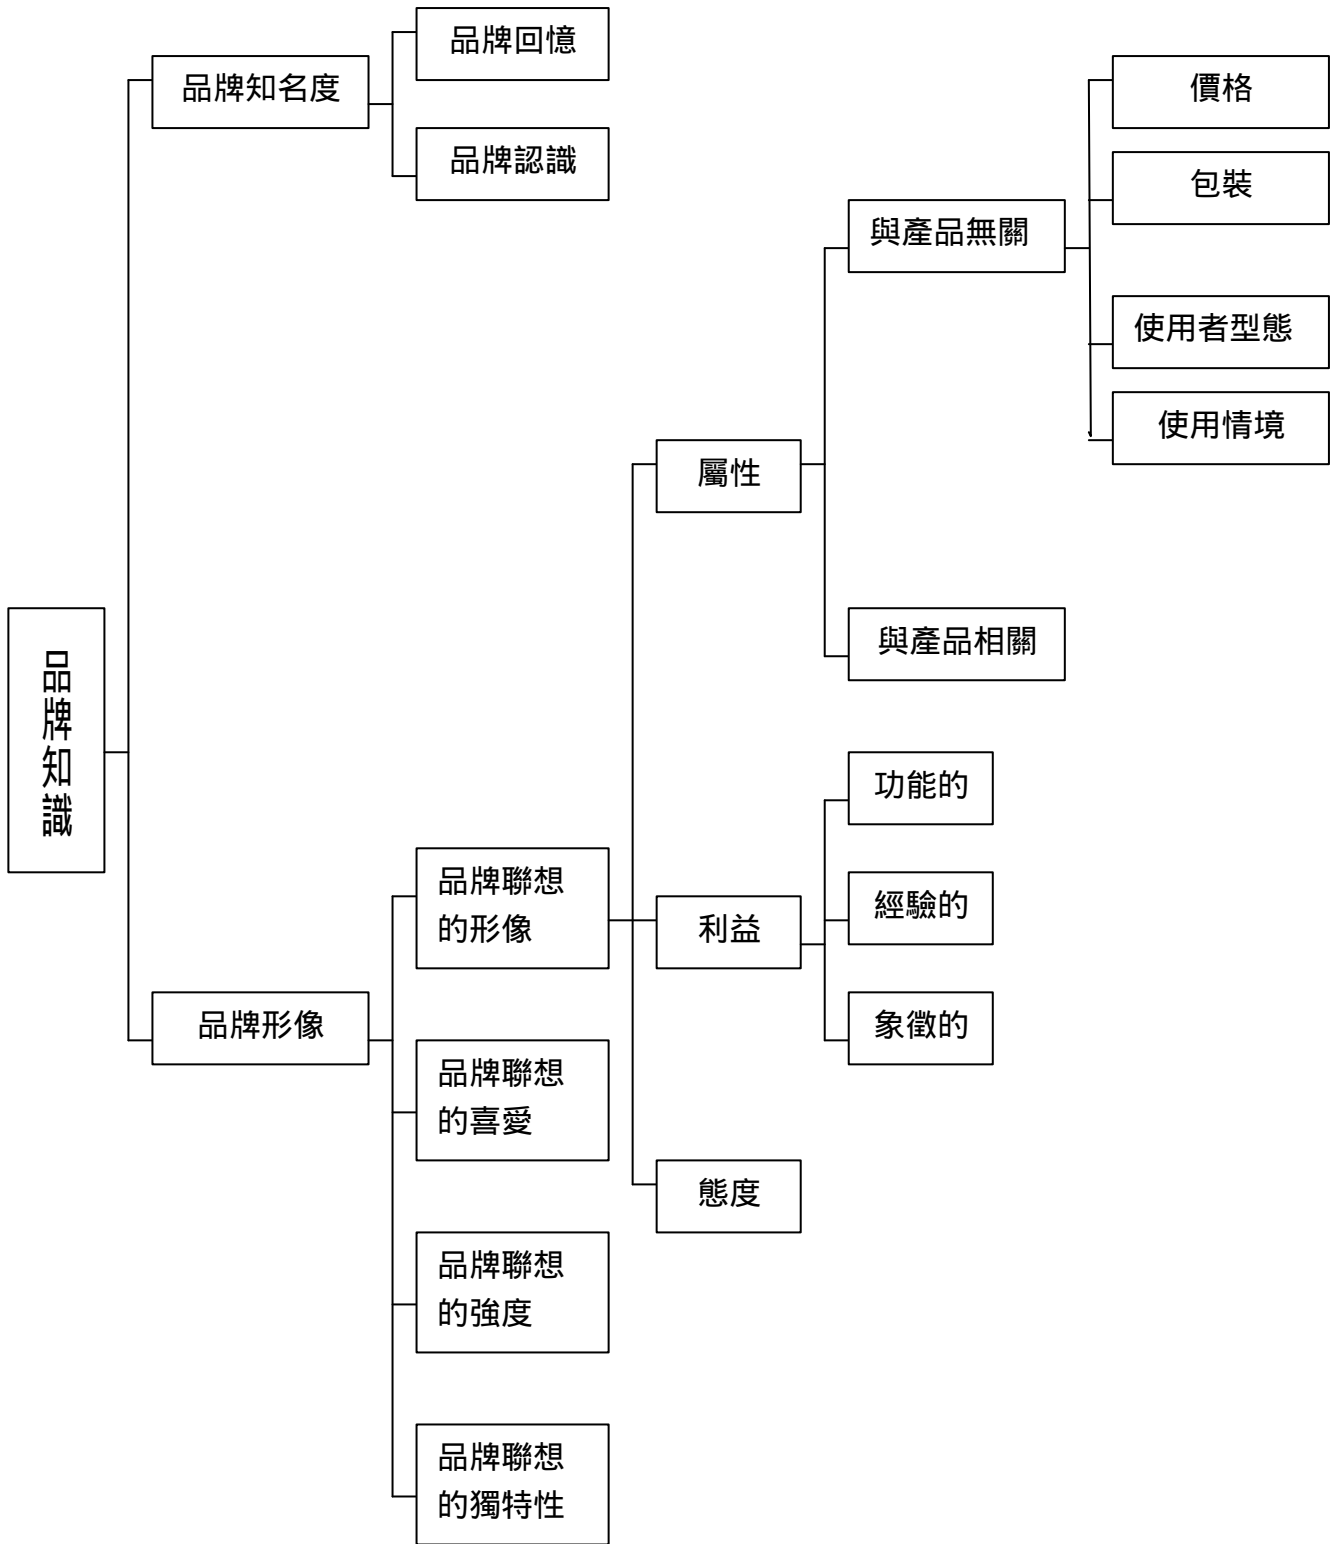 品牌知識
品牌知名度
品牌回憶
品牌認識
品牌形像
品牌聯想
的形像
品牌聯想
的喜愛
品牌聯想
的強度
品牌聯想
的獨特性
屬性
利益
態度
與產品無關
與產品相關
功能的
經驗的
象徵的
價格
包裝
使用者型態
使用情境